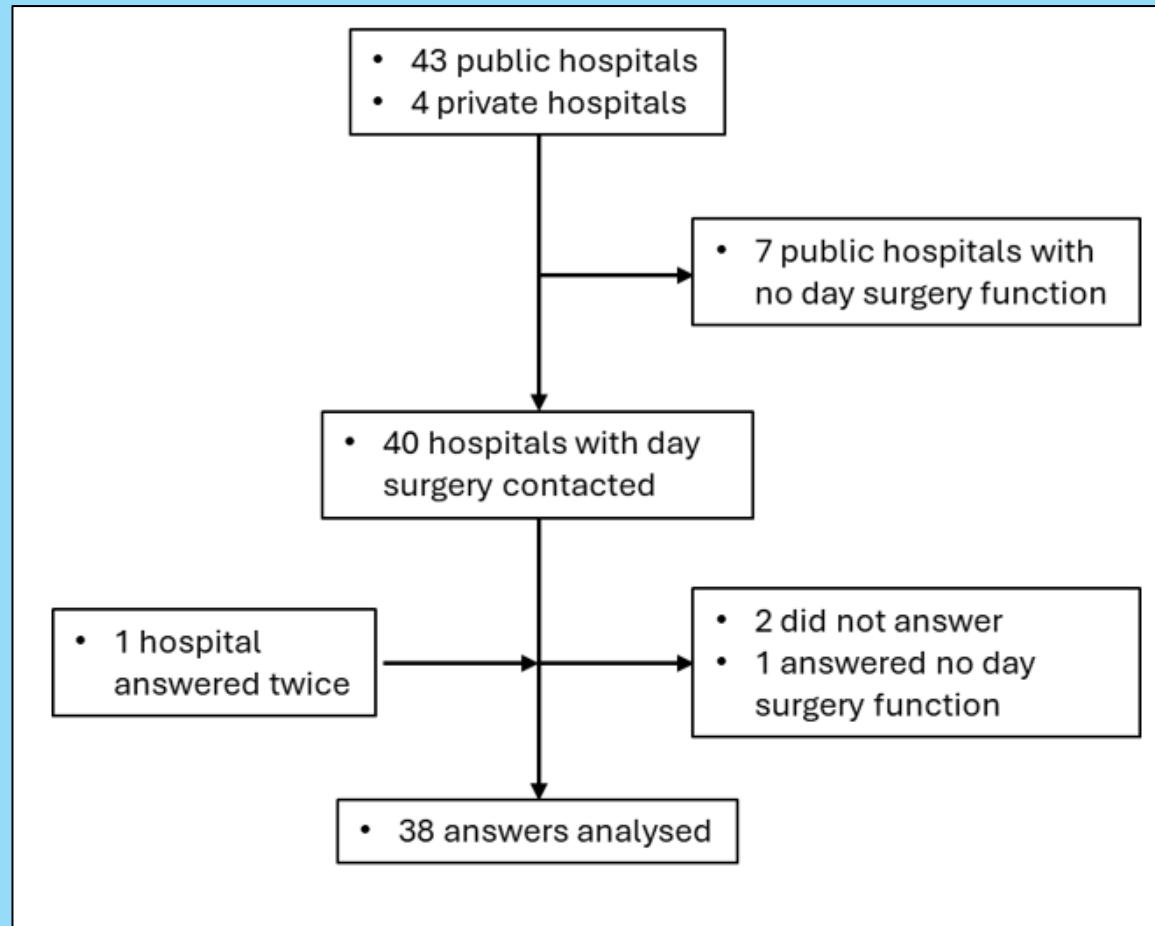 • 43 public hospitals
• 4 private hospitals
• 7 public hospitals with
no day surgery function
• 40 hospitals with day
surgery contacted
• 1 hospital
answered twice
• 2 did not answer
• 1 answered no day
surgery function
• 38 answers analysed